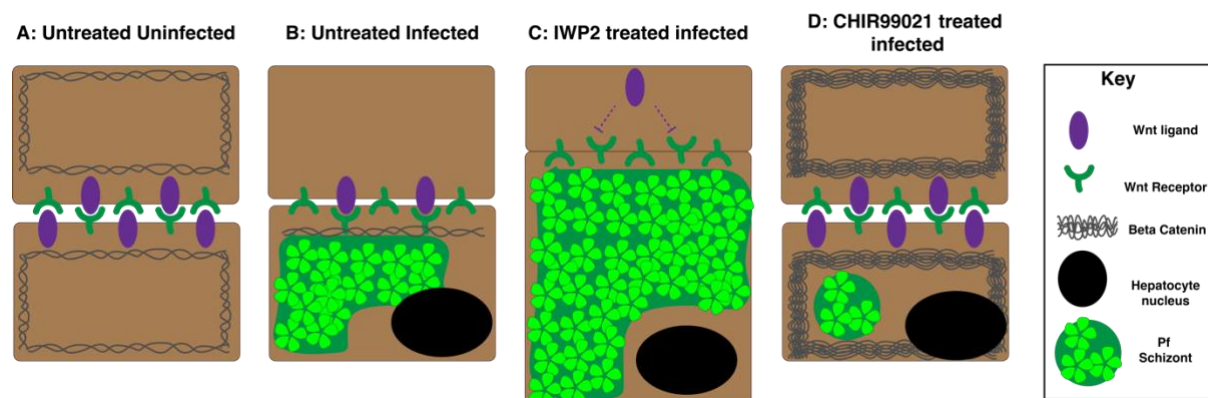 A: Untreated Uninfected
B: Untreated Infected
C: IWP2 treated infected
D: CHIR99021 treated
infected
Key
Wnt ligand
Wnt Receptor
Beta Catenin
Hepatocyte
nucleus
Pf
Schizont